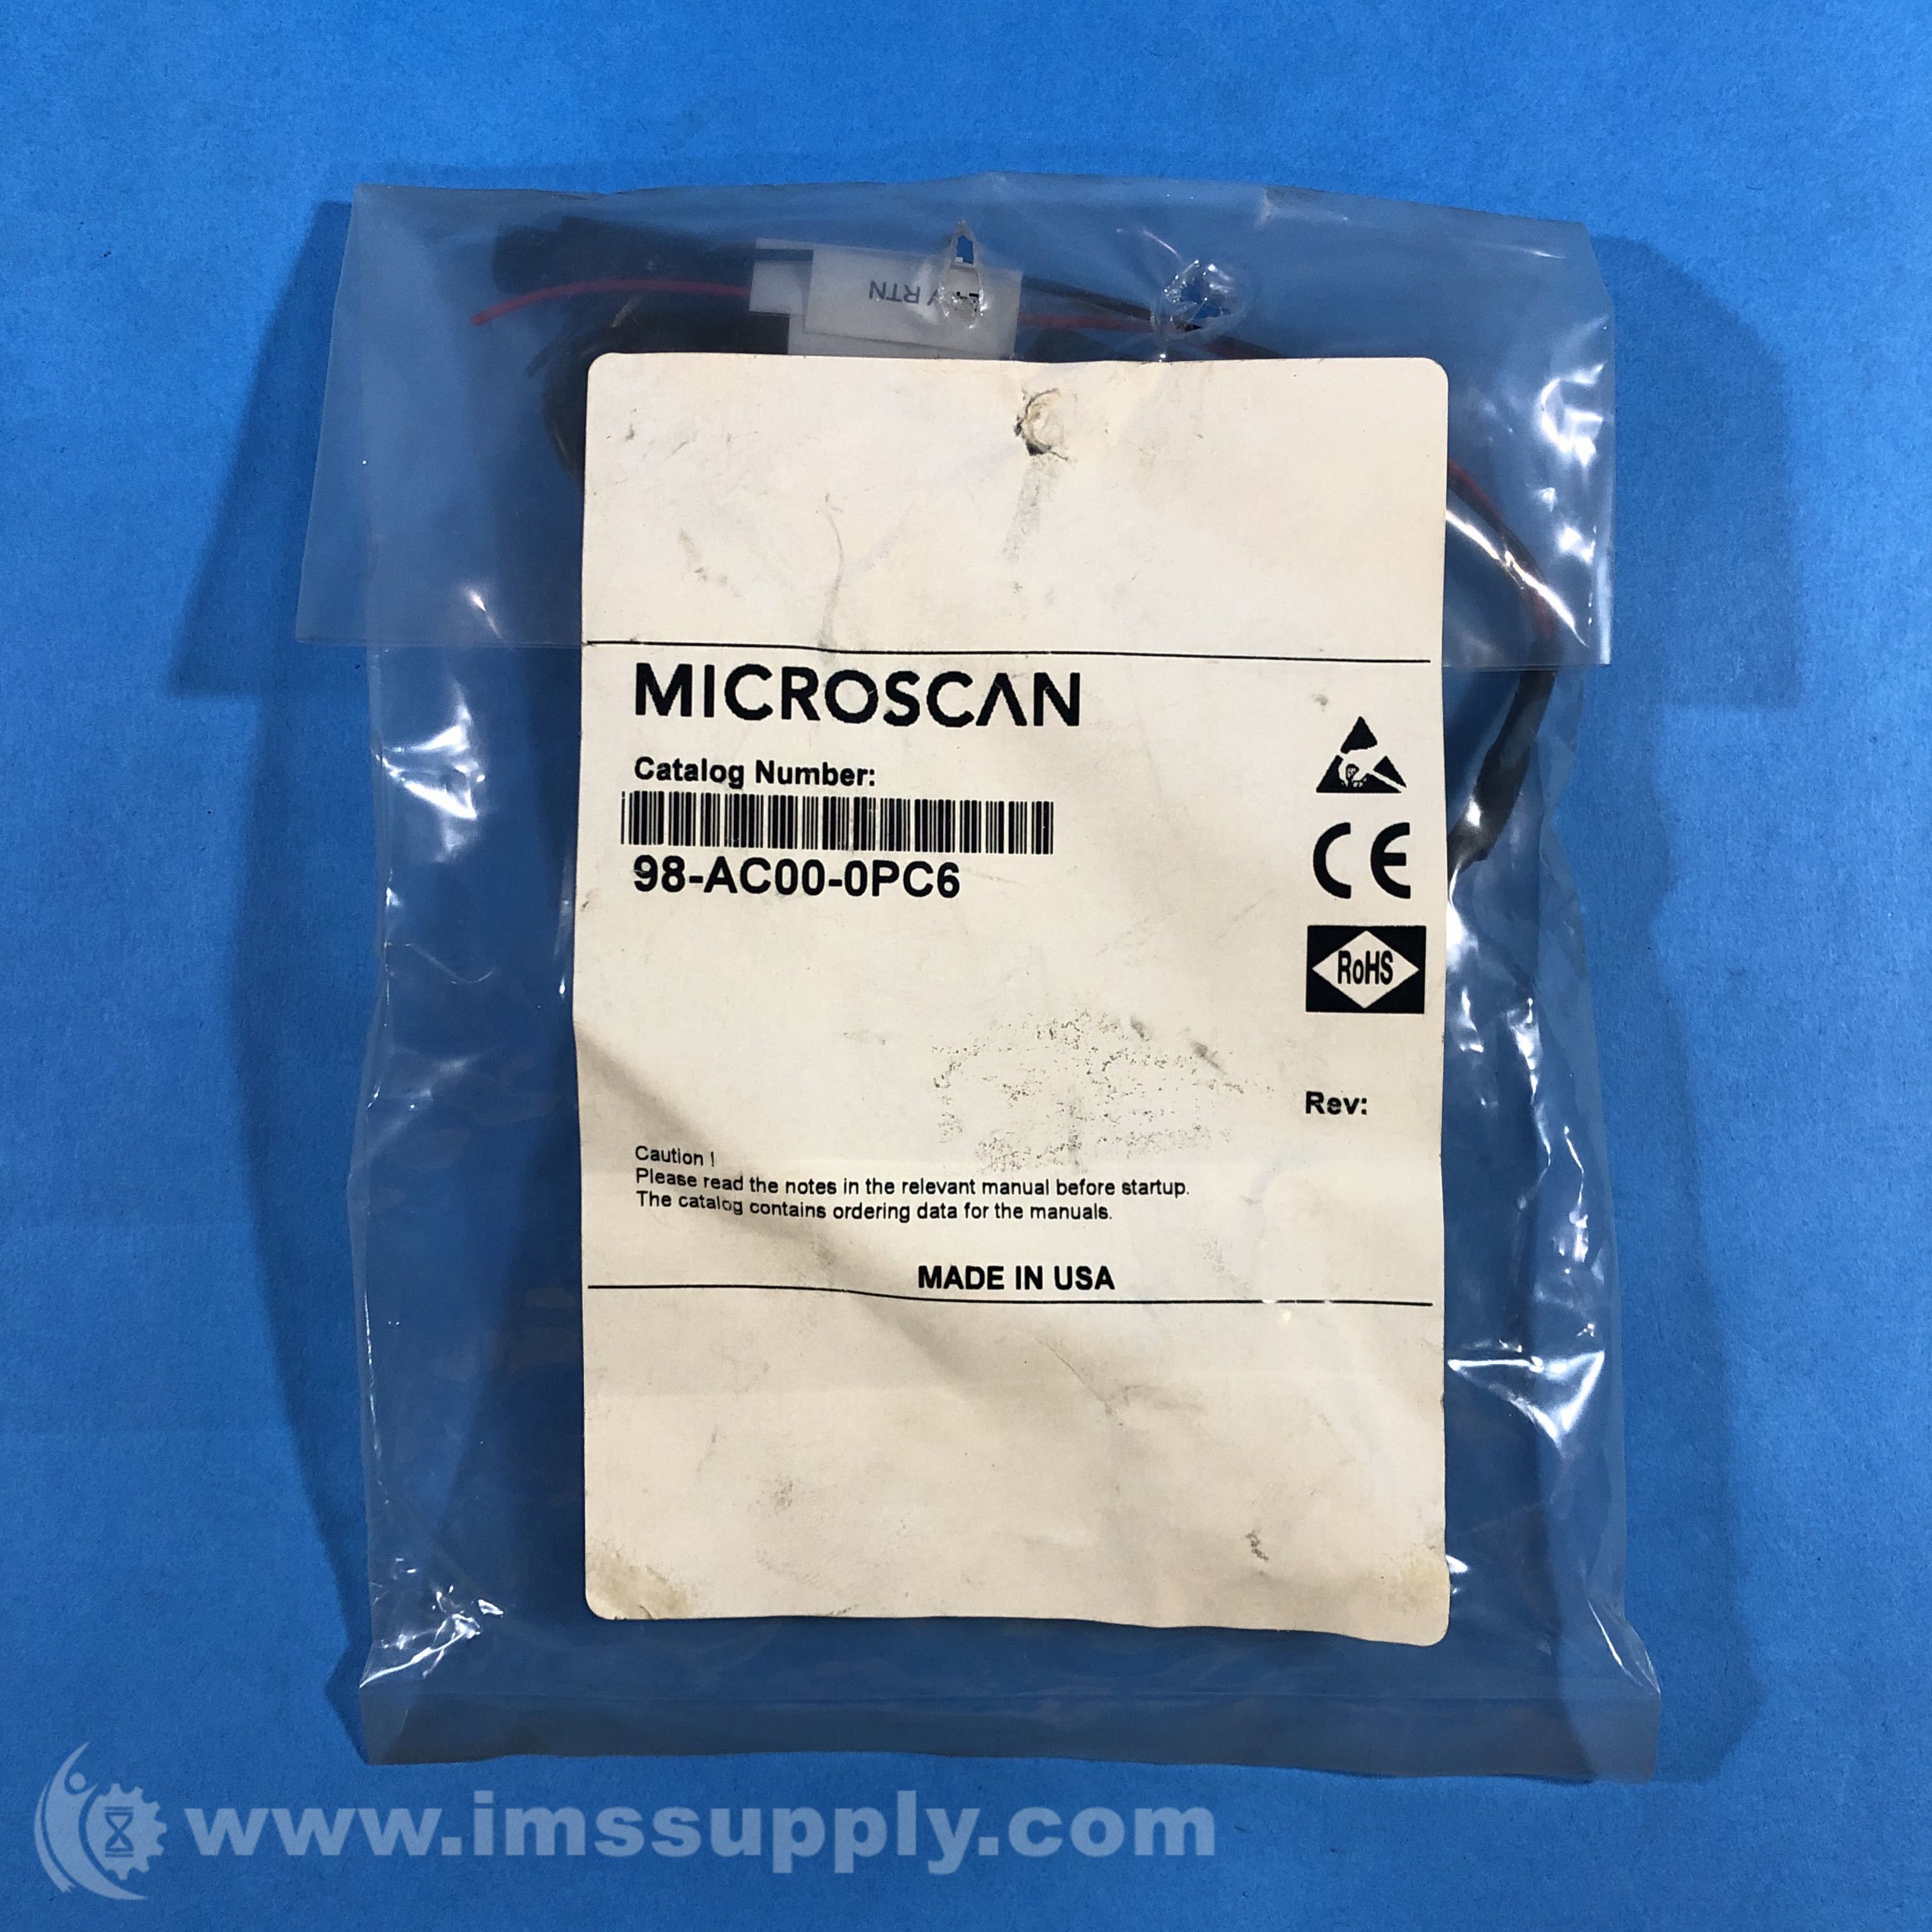 RTN
MICROSCAN
Catalog Number:
98-AC00-0PC6
CE
RoHS
Rev:
Caution !
Please read the notes in the relevant manual before startup.
The catalog contains ordering data for the manuals.
MADE IN USA
www.imssupply.com